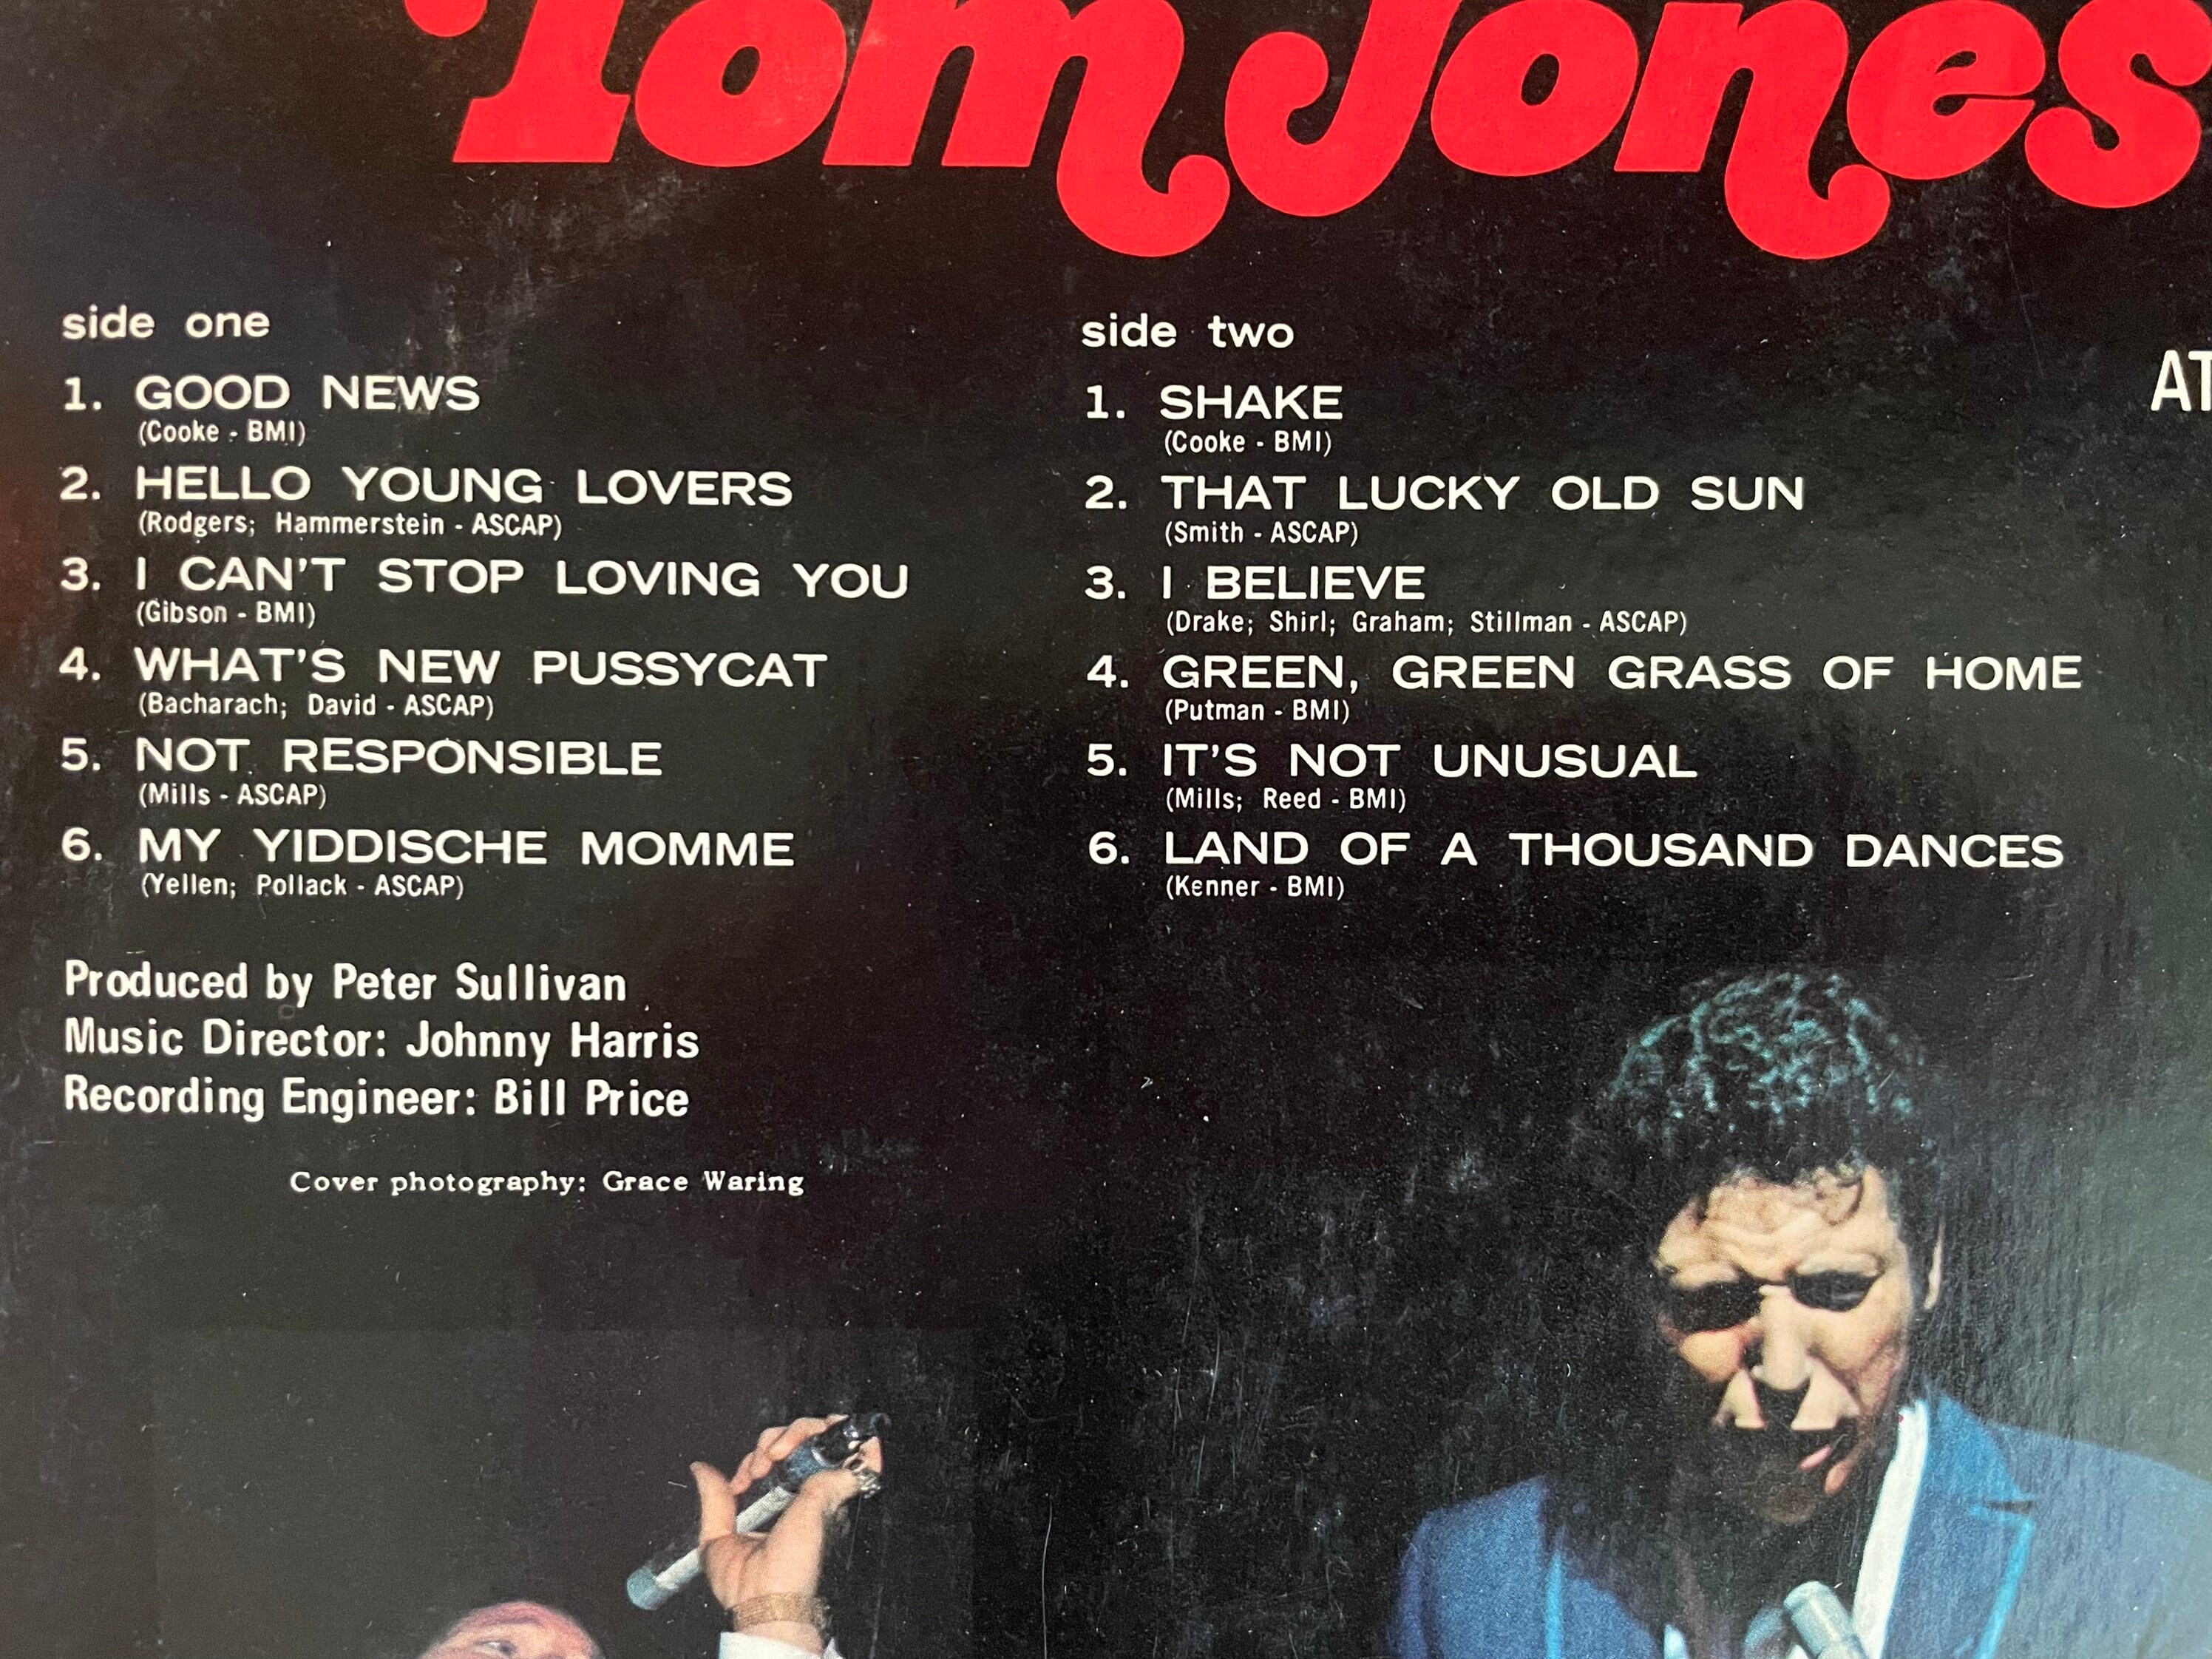 Tom Jones
side one
1. GOOD NEWS
(Cooke - BMI)
2. HELLO YOUNG LOVERS
(Rodgers; Hammerstein - ASCAP)
3. I CAN'T STOP LOVING YOU
(Gibson - BMI)
4. WHAT'S NEW PUSSYCAT
(Bacharach; David - ASCAP)
5. NOT RESPONSIBLE
(Mills - ASCAP)
6. MY YIDDISCHE MOMME
(Yellen; Pollack - ASCAP)
side two
1. SHAKE
(Cooke - BMI)
2. THAT LUCKY OLD SUN
(Smith - ASCAP)
3. I BELIEVE
(Drake; Shirl; Graham; Stillman - ASCAP)
4. GREEN, GREEN GRASS OF HOME
(Putman - BMI)
5. IT'S NOT UNUSUAL
(Mills; Reed - BMI)
6. LAND OF A THOUSAND DANCES
(Kenner - BMI)
AT
Produced by Peter Sullivan
Music Director: Johnny Harris
Recording Engineer: Bill Price
Cover photography: Grace Waring